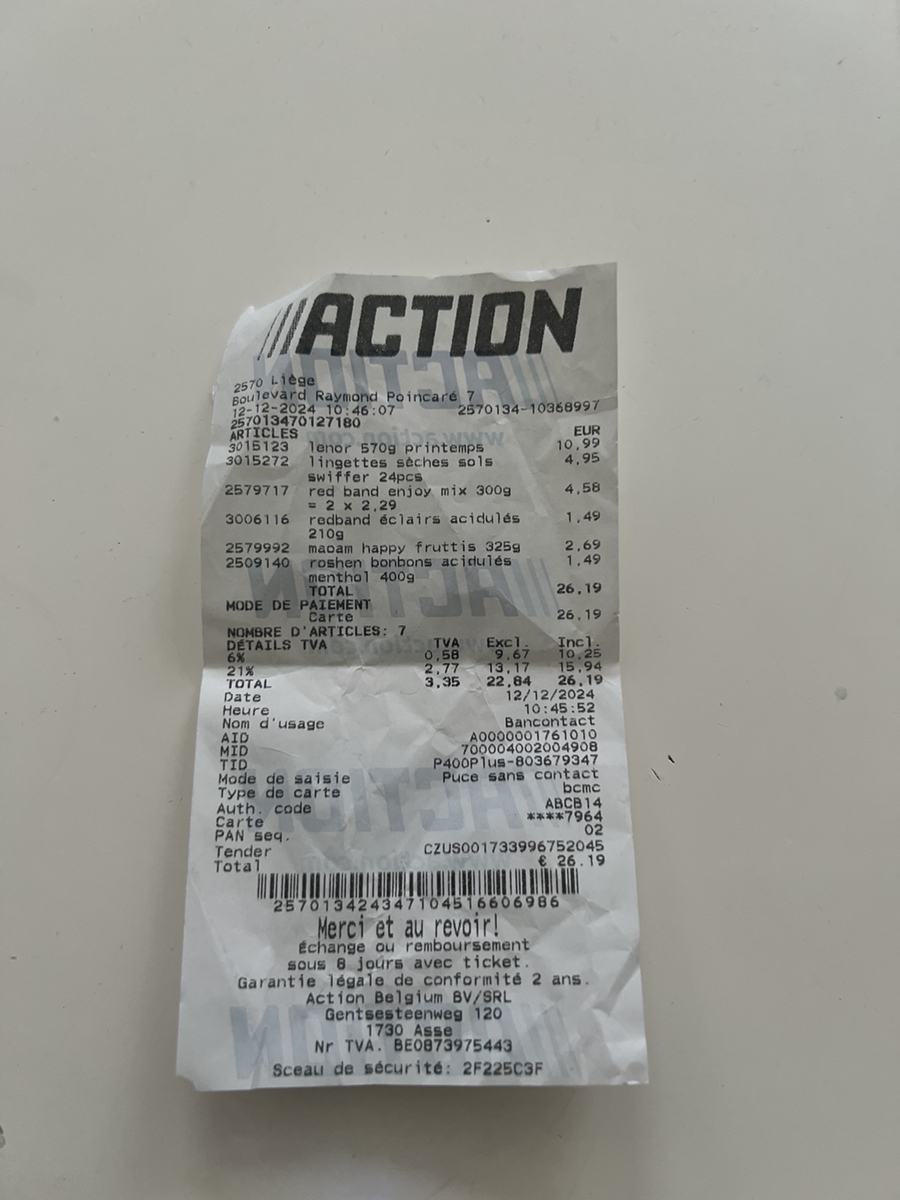 ACTION
2570 Liège
Boulevard Raymond Poincaré 7
12-12-2024 10:46:07 2570134-10368997
257013470127180
ARTICLES EUR
3015123 lenor 570g printemps 10,99
3015272 lingettes sèches sols 4,95
swiffer 24pcs
2579717 red band enjoy mix 300g 4,58
= 2 x 2,29
3006116 redband éclairs acidulés 1,49
210g
2579992 maoam happy fruttis 325g 2,69
2509140 roshen bonbons acidulés 1,49
menthol 400g
TOTAL 26,19
MODE DE PAIEMENT
Carte 26,19
NOMBRE D'ARTICLES: 7
DÉTAILS TVA TVA Excl. Incl.
6% 0,58 9,67 10,25
21% 2,77 13,17 15,94
TOTAL 3,35 22,84 26,19
Date 12/12/2024
Heure 10:45:52
Nom d'usage Bancontact
AID A0000001761010
MID 700004002004908
TID P400Plus-803679347
Mode de saisie Puce sans contact
Type de carte bcmc
Auth. code ABCB14
Carte ****7964
PAN seq. 02
Tender CZUS001733996752045
Total € 26.19
257013424347104516606986
Merci et au revoir!
Échange ou remboursement
sous 8 jours avec ticket.
Garantie légale de conformité 2 ans.
Action Belgium BV/SRL
Gentsesteenweg 120
1730 Asse
Nr TVA. BE0873975443
Sceau de sécurité: 2F225C3F